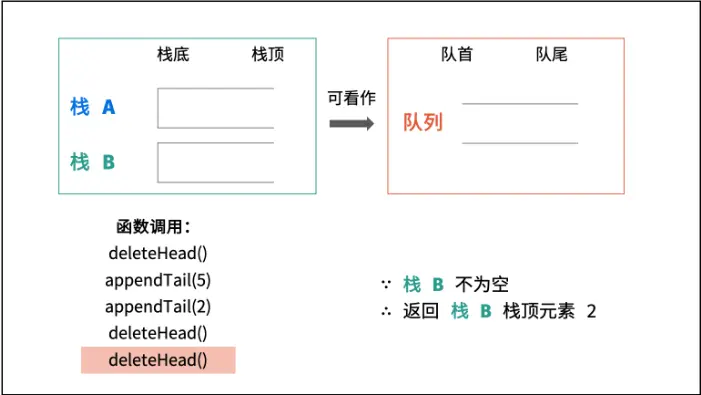 栈底 栈顶
栈 A
栈 B
可看作
队首 队尾
队列
函数调用：
deleteHead()
appendTail(5)
appendTail(2)
deleteHead()
deleteHead()
∵ 栈 B 不为空
∴ 返回 栈 B 栈顶元素 2